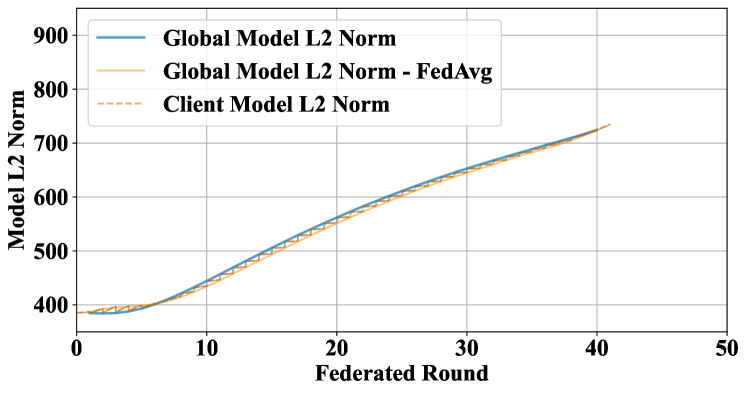 Global Model L2 Norm
Global Model L2 Norm - FedAvg
Client Model L2 Norm
Model L2 Norm
900
800
700
600
500
400
0 10 20 30 40 50
Federated Round